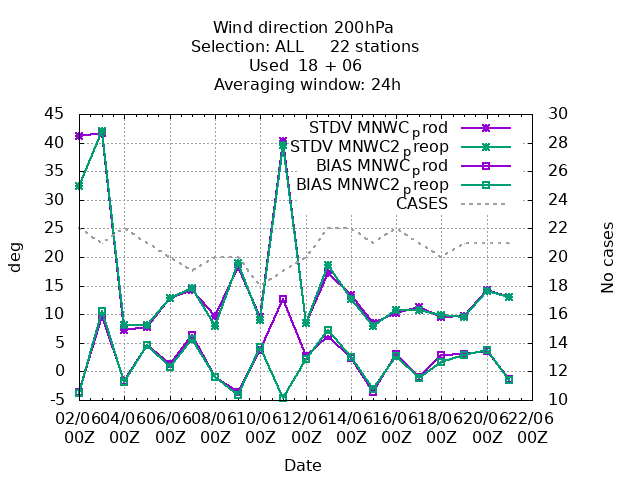 Wind direction 200hPa
Selection: ALL 22 stations
Used 18 + 06
Averaging window: 24h
45 30
STDV MNWCprod
40 28
STDV MNWC2preop
35 26
BIAS MNWCprod
BIAS MNWC2preop
30 24
CASES
25 22
20 20
15 18
10 16
5 14
0 12
-5 10
deg
No cases
02/06 04/06 06/06 08/06 10/06 12/06 14/06 16/06 18/06 20/06 22/06
00Z 00Z 00Z 00Z 00Z 00Z 00Z 00Z 00Z 00Z 00Z
Date